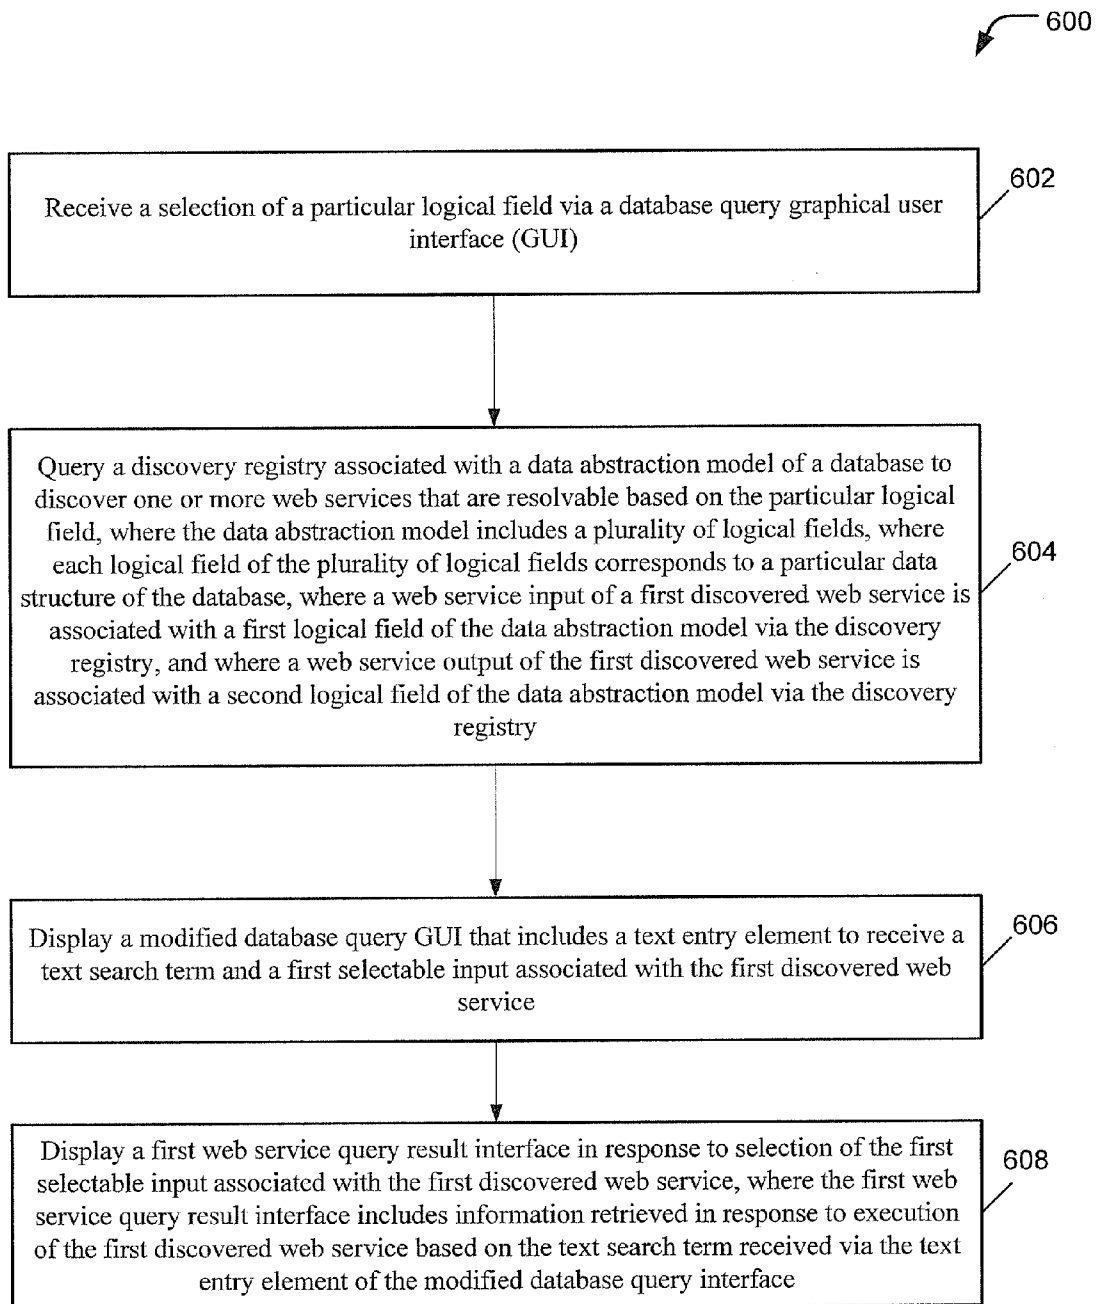 600
602
Receive a selection of a particular logical field via a database query graphical user
interface (GUI)
604
Query a discovery registry associated with a data abstraction model of a database to
discover one or more web services that are resolvable based on the particular logical
field, where the data abstraction model includes a plurality of logical fields, where
each logical field of the plurality of logical fields corresponds to a particular data
structure of the database, where a web service input of a first discovered web service is
associated with a first logical field of the data abstraction model via the discovery
registry, and where a web service output of the first discovered web service is
associated with a second logical field of the data abstraction model via the discovery
registry
606
Display a modified database query GUI that includes a text entry element to receive a
text search term and a first selectable input associated with the first discovered web
service
608
Display a first web service query result interface in response to selection of the first
selectable input associated with the first discovered web service, where the first web
service query result interface includes information retrieved in response to execution
of the first discovered web service based on the text search term received via the text
entry element of the modified database query interface